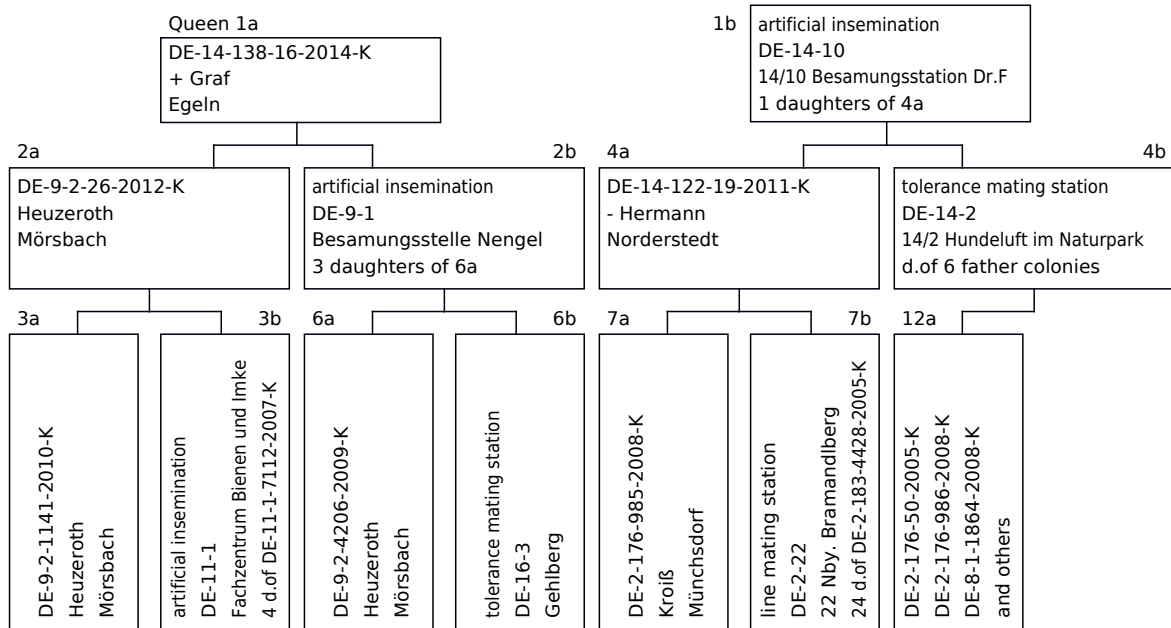 Queen 1a
DE-14-138-16-2014-K
+ Graf
Egeln
1b
artificial insemination
DE-14-10
14/10 Besamungsstation Dr.F
1 daughters of 4a
2a
DE-9-2-26-2012-K
Heuzeroth
Mörsbach
2b
artificial insemination
DE-9-1
Besamungsstelle Nengel
3 daughters of 6a
4a
DE-14-122-19-2011-K
- Hermann
Norderstedt
4b
tolerance mating station
DE-14-2
14/2 Hundeluft im Naturpark
d.of 6 father colonies
3a
DE-9-2-1141-2010-K
Heuzeroth
Mörsbach
3b
artificial insemination
DE-11-1
Fachzentrum Bienen und Imke
4 d.of DE-11-1-7112-2007-K
6a
DE-9-2-4206-2009-K
Heuzeroth
Mörsbach
6b
tolerance mating station
DE-16-3
Gehlberg
7a
DE-2-176-985-2008-K
Kroiß
Münchsdorf
7b
line mating station
DE-2-22
22 Nby. Bramandlberg
24 d.of DE-2-183-4428-2005-K
12a
DE-2-176-50-2005-K
DE-2-176-986-2008-K
DE-8-1-1864-2008-K
and others